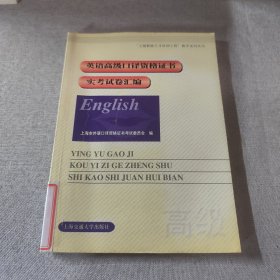 英语高级口译资格证书
实考试卷汇编
English
上海市外语口译资格证书考试委员会 编
YING YU GAO JI
KOU YI ZI GE ZHENG SHU
SHI KAO SHI JUAN HUI BIAN
高级
上海交通大学出版社